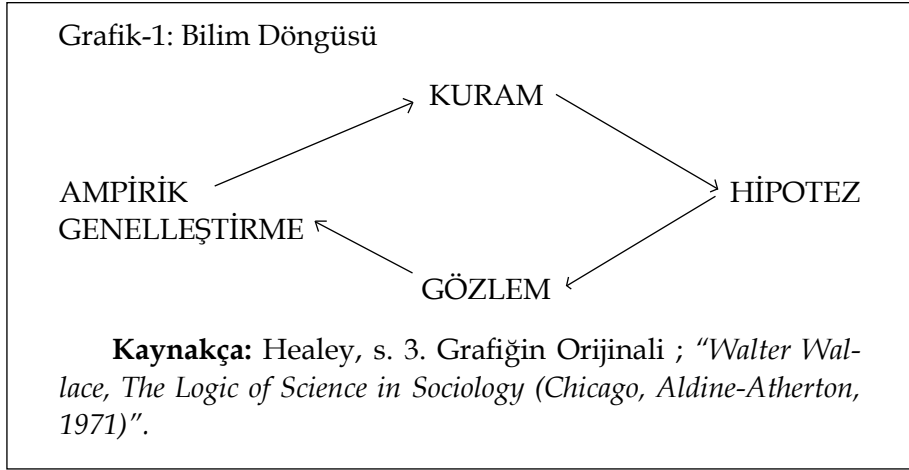 Grafik-1: Bilim Döngüsü
KURAM
AMPİRİK
GENELLEŞTİRME
HİPOTEZ
GÖZLEM
Kaynakça: Healey, s. 3. Grafiğin Orijinali ; “Walter Wal-
lace, The Logic of Science in Sociology (Chicago, Aldine-Atherton,
1971)”.